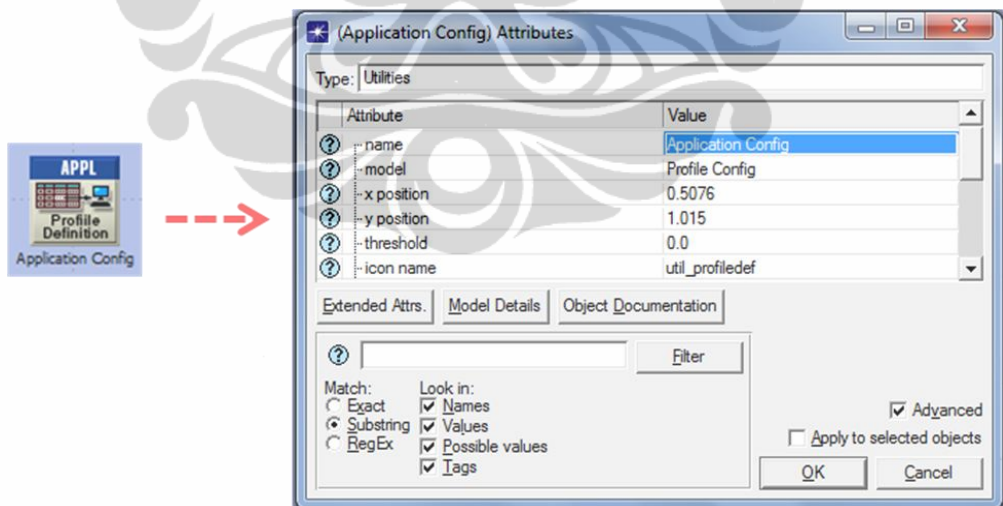 APPL
Profile
Definition
Application Config
(Application Config) Attributes
Type: Utilities
Attribute Value
name Application Config
model Profile Config
x position 0.5076
y position 1.015
threshold 0.0
icon name util_profiledef
Extended Attrs. Model Details Object Documentation
Filter
Match: Look in:
Exact Names
Substring Values
RegEx Possible values
Tags
Advanced
Apply to selected objects
OK Cancel